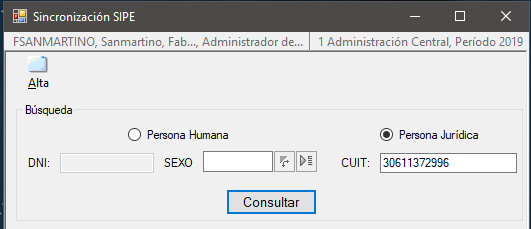 Sincronización SIPE
FSANMARTINO, Sanmartino, Fab..., Administrador de... 1 Administración Central, Período 2019
Alta
Búsqueda
Persona Humana Persona Jurídica
DNI: SEXO CUIT: 30611372996
Consultar